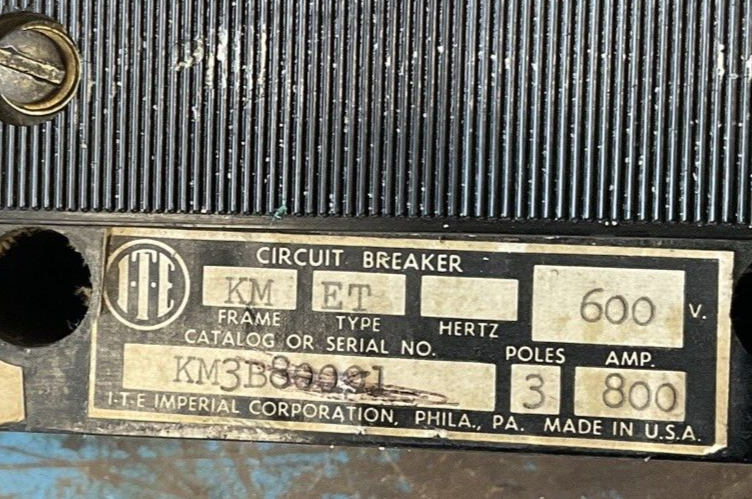 I-T-E
CIRCUIT BREAKER
KM ET 600 V.
FRAME TYPE HERTZ
CATALOG OR SERIAL NO. POLES AMP.
3 800
I-T-E IMPERIAL CORPORATION, PHILA., PA. MADE IN U.S.A.